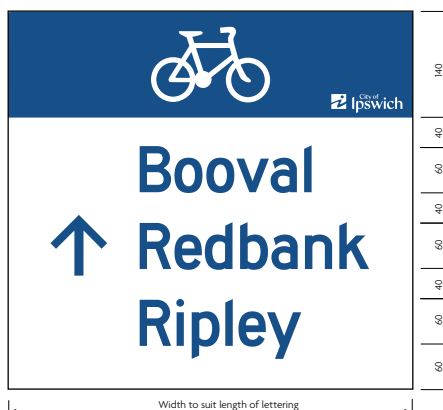 City of
Ipswich
140
40
Booval
60
40
Redbank
60
40
Ripley
60
60
Width to suit length of lettering